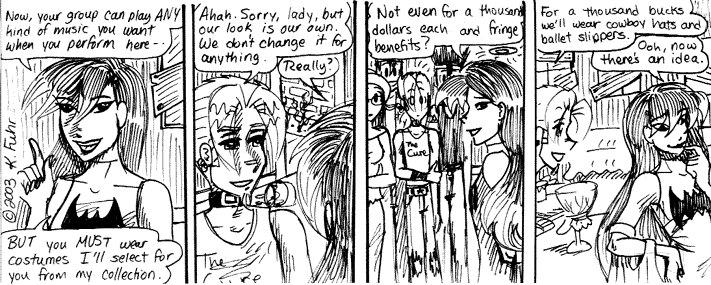 Now, your group can play ANY
kind of music you want
when you perform here--
BUT you MUST wear
costumes I'll select for
you from my collection.
©2003 K Fuhr
Ahah. Sorry, lady, but
our look is our own.
We don't change it for
anything.
Really?
The
Cure
Not even for a thousand
dollars each and fringe
benefits?
The
Cure
For a thousand bucks
we'll wear cowboy hats and
ballet slippers.
Ooh, now
there's an idea.